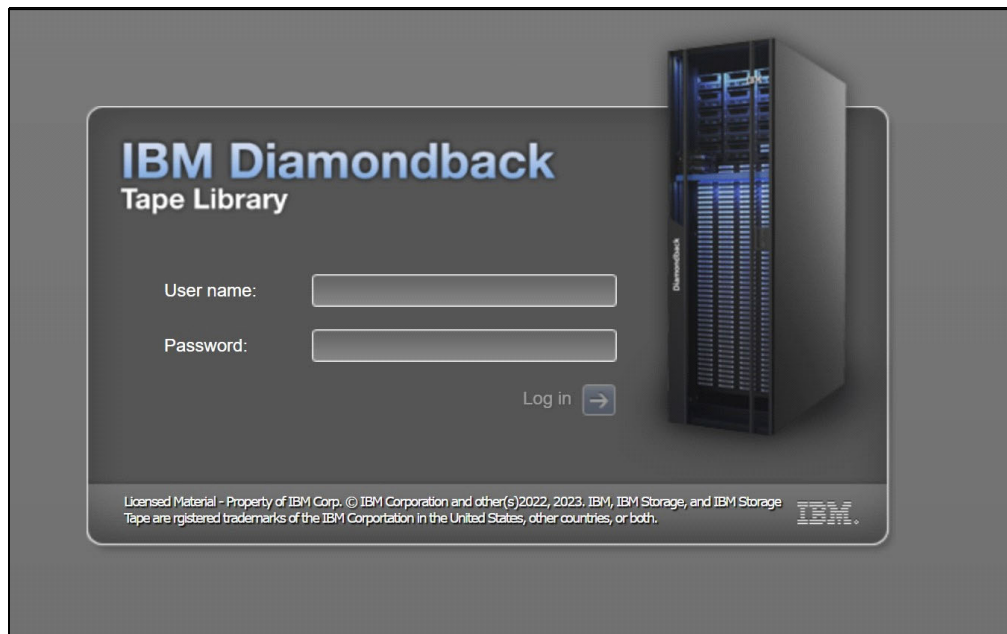 IBM Diamondback
Tape Library
User name:
Password:
Log in
Diamondback
Licensed Material - Property of IBM Corp. © IBM Corporation and other(s)2022, 2023. IBM, IBM Storage, and IBM Storage
Tape are rgistered trademarks of the IBM Corportation in the United States, other countries, or both.
IBM.